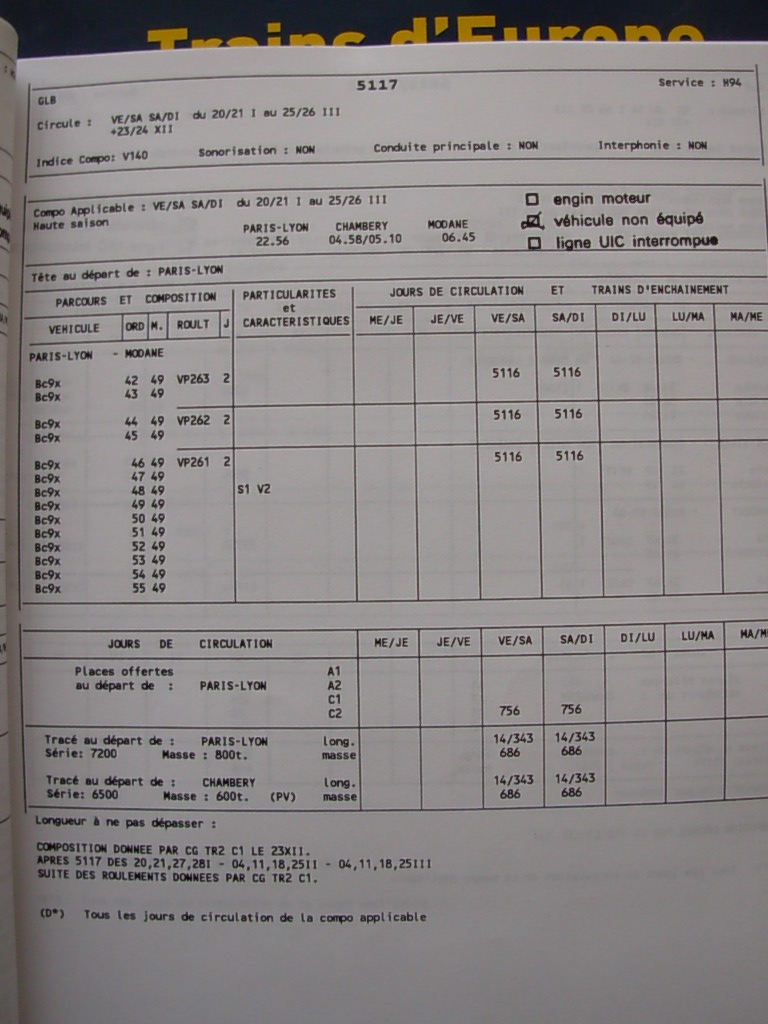 Trains d'Europe
5117
GLB Service : H94
Circule : VE/SA SA/DI du 20/21 I au 25/26 III
+23/24 XII
Indice Compo: V140 Sonorisation : NON Conduite principale : NON Interphonie : NON
Compo Applicable : VE/SA SA/DI du 20/21 I au 25/26 III
Haute saison
PARIS-LYON CHAMBERY MODANE
22.56 04.58/05.10 06.45
engin moteur
véhicule non équipé
ligne UIC interrompue
Tête au départ de : PARIS-LYON
PARCOURS ET COMPOSITION PARTICULARITES et CARACTERISTIQUES JOURS DE CIRCULATION ET TRAINS D'ENCHAINEMENT
VEHICULE ORD M. ROULT J ME/JE JE/VE VE/SA SA/DI DI/LU LU/MA MA/ME
PARIS-LYON - MODANE
Bc9x 42 49 VP263 2 5116 5116
Bc9x 43 49
Bc9x 44 49 VP262 2 5116 5116
Bc9x 45 49
Bc9x 46 49 VP261 2 5116 5116
Bc9x 47 49
Bc9x 48 49 S1 V2
Bc9x 49 49
Bc9x 50 49
Bc9x 51 49
Bc9x 52 49
Bc9x 53 49
Bc9x 54 49
Bc9x 55 49
JOURS DE CIRCULATION ME/JE JE/VE VE/SA SA/DI DI/LU LU/MA MA/ME
Places offertes A1
au départ de : PARIS-LYON A2
C1
C2 756 756
Tracé au départ de : PARIS-LYON long. 14/343 14/343
Série: 7200 Masse : 800t. masse 686 686
Tracé au départ de : CHAMBERY long. 14/343 14/343
Série: 6500 Masse : 600t. (PV) masse 686 686
Longueur à ne pas dépasser :
COMPOSITION DONNEE PAR CG TR2 C1 LE 23XII.
APRES 5117 DES 20,21,27,28I - 04,11,18,25II - 04,11,18,25III
SUITE DES ROULEMENTS DONNEES PAR CG TR2 C1.
(D*) Tous les jours de circulation de la compo applicable